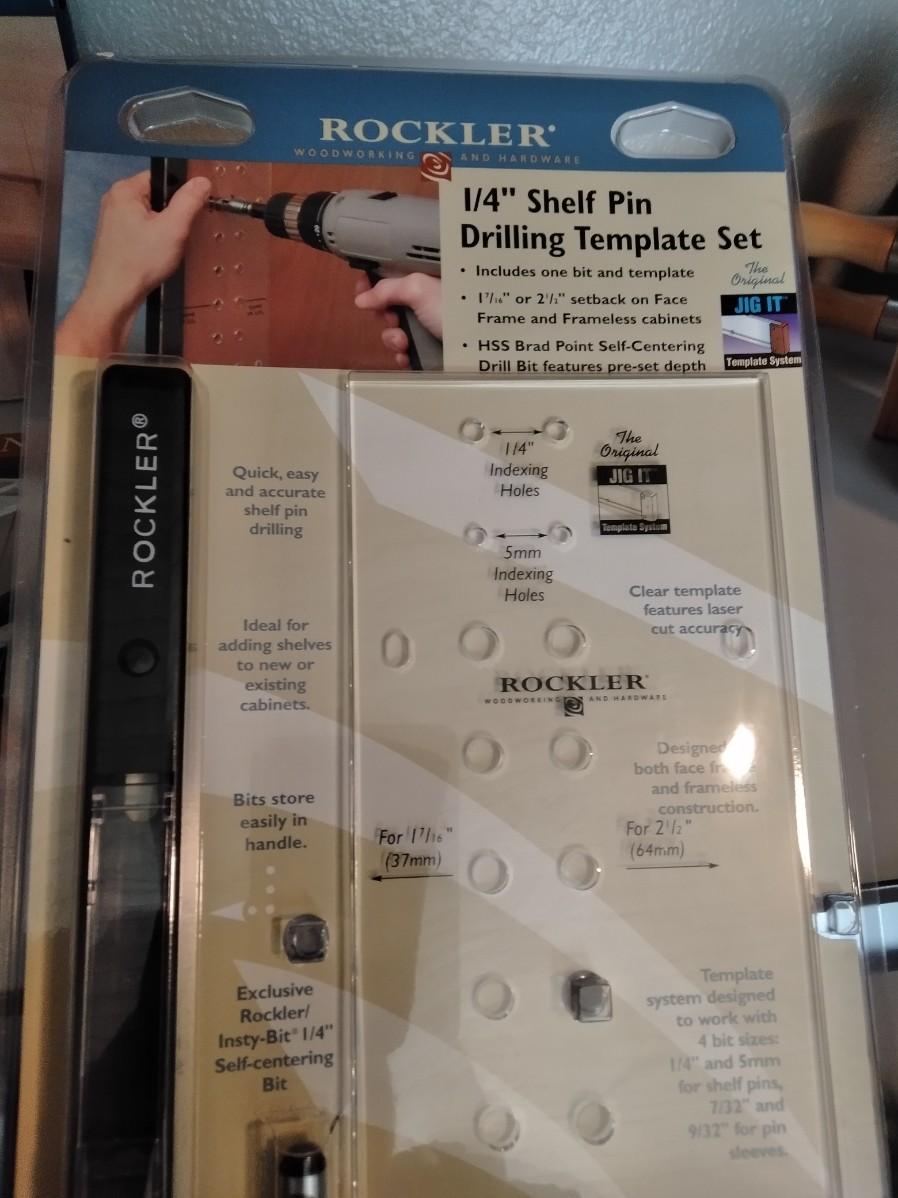 ROCKLER
WOODWORKING AND HARDWARE
1/4" Shelf Pin
Drilling Template Set
• Includes one bit and template
• 1 7/16" or 2 1/2" setback on Face
Frame and Frameless cabinets
• HSS Brad Point Self-Centering
Drill Bit features pre-set depth
The
Original
JIG IT
Template System
ROCKLER®
Quick, easy
and accurate
shelf pin
drilling
Ideal for
adding shelves
to new or
existing
cabinets.
Bits store
easily in
handle.
Exclusive
Rockler/
Insty-Bit® 1/4"
Self-centering
Bit
1/4"
Indexing
Holes
The
Original
JIG IT
Template System
5mm
Indexing
Holes
Clear template
features laser
cut accuracy
ROCKLER
WOODWORKING AND HARDWARE
Designed
both face
and frameless
construction.
For 1 7/16"
(37mm)
For 2 1/2"
(64mm)
Template
system designed
to work with
4 bit sizes:
1/4" and 5mm
for shelf pins,
7/32" and
9/32" for pin
sleeves.